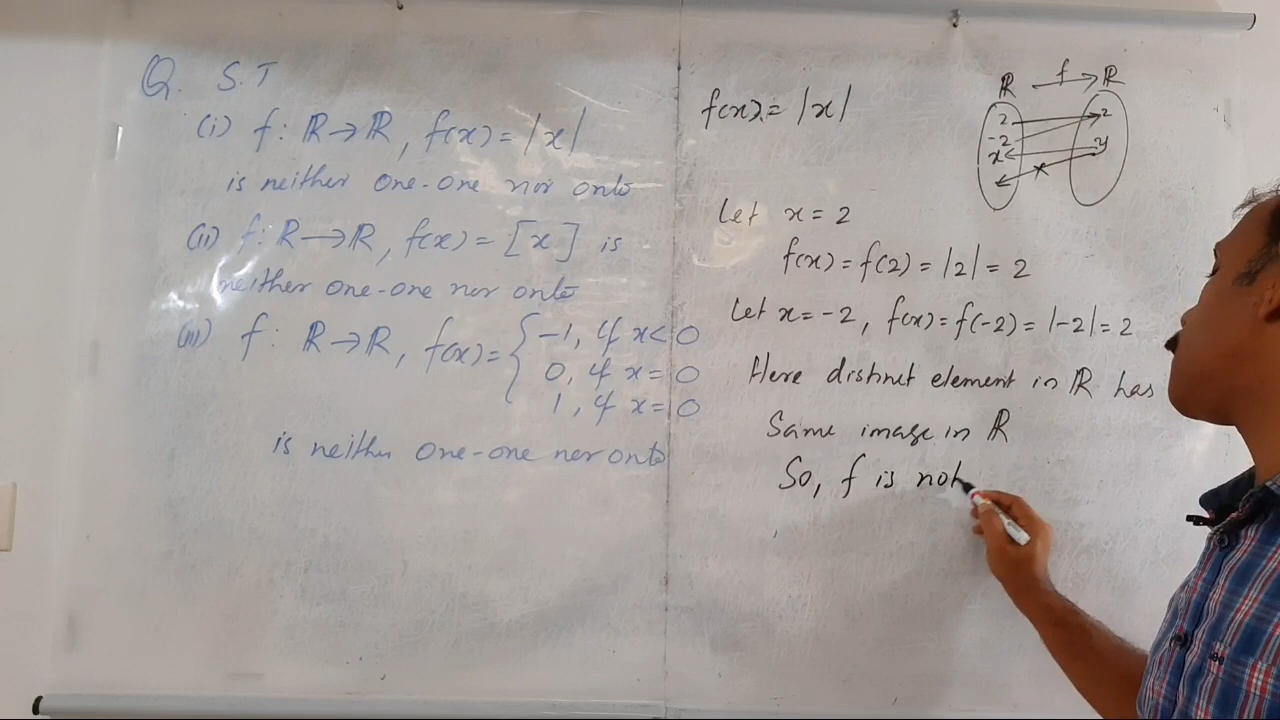 Q. S.T
(i) f: ℝ→ℝ, f(x) = |x|
is neither one-one nor onto
(ii) f: ℝ→ℝ, f(x) = [x] is
neither one-one nor onto
(iii) f: ℝ→ℝ, f(x) = { -1, if x < 0
0, if x = 0
1, if x = 0
is neither one-one nor onto
f(x) = |x|
ℝ f→ ℝ
2 2
-2
x y
Let x = 2
f(x) = f(2) = |2| = 2
Let x = -2, f(x) = f(-2) = |-2| = 2
Here distinct element in ℝ has
Same image in ℝ
So, f is not